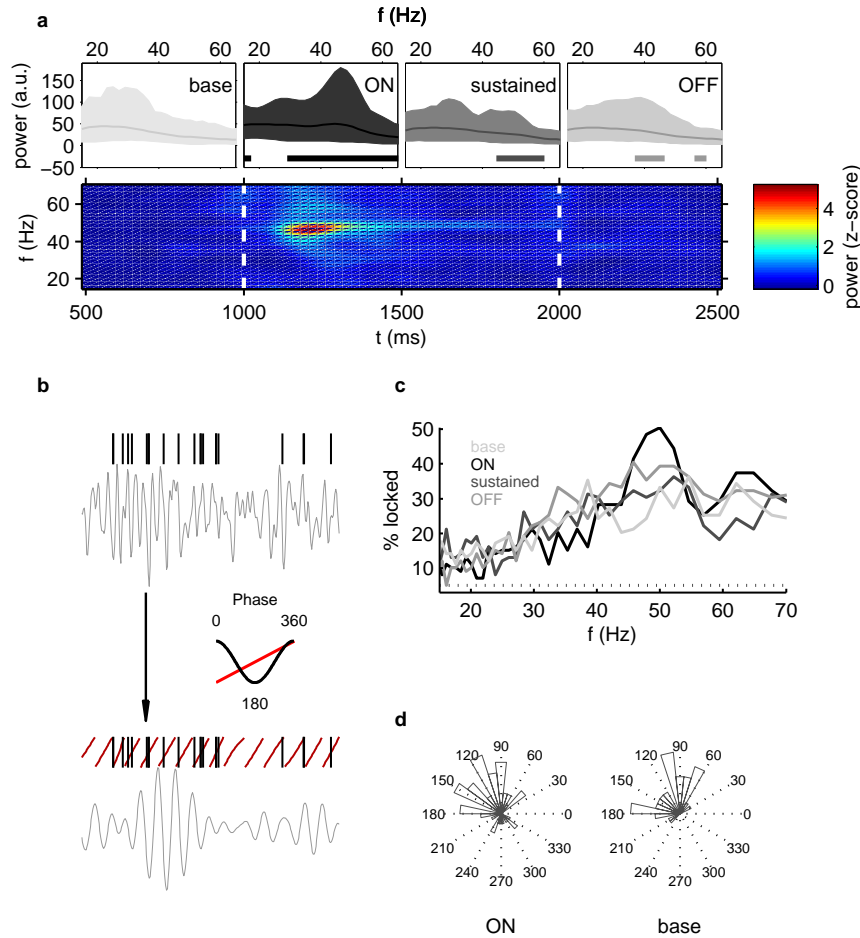 f (Hz)
a
20 40 60 20 40 60 20 40 60 20 40 60
power (a.u.)
150
100
50
0
−50
base
ON
sustained
OFF
f (Hz)
60
40
20
500 1000 1500 2000 2500
t (ms)
4
2
0
power (z−score)
b
Phase
0 360
180
c
% locked
50
40
30
20
10
base
ON
sustained
OFF
20 30 40 50 60 70
f (Hz)
d
90
120 60
150 30
180 0
210 330
240 300
270
ON
90
120 60
150 30
180 0
210 330
240 300
270
base